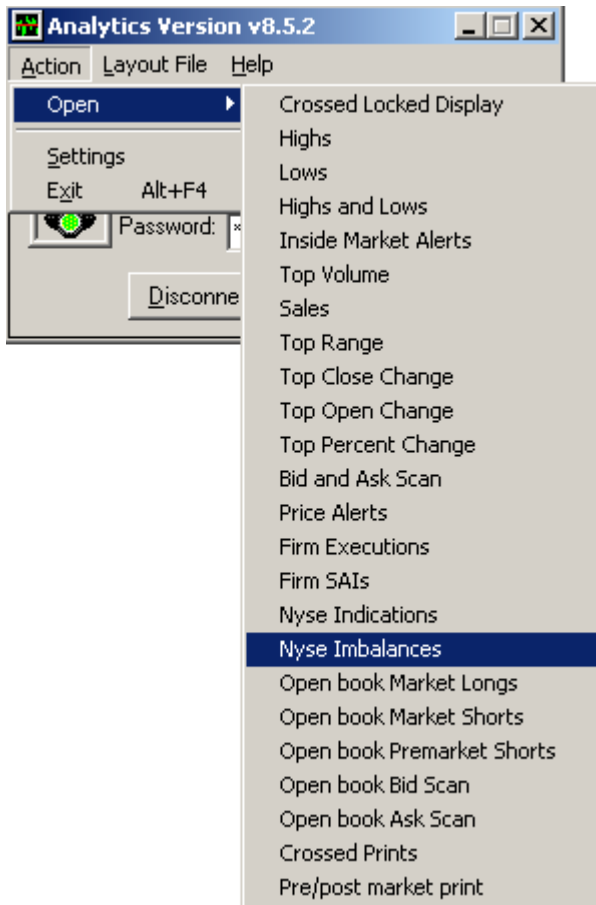 Analytics Version v8.5.2
Action Layout File Help
Open
Settings
Exit Alt+F4
Password: *
Disconne
Crossed Locked Display
Highs
Lows
Highs and Lows
Inside Market Alerts
Top Volume
Sales
Top Range
Top Close Change
Top Open Change
Top Percent Change
Bid and Ask Scan
Price Alerts
Firm Executions
Firm SAIs
Nyse Indications
Nyse Imbalances
Open book Market Longs
Open book Market Shorts
Open book Premarket Shorts
Open book Bid Scan
Open book Ask Scan
Crossed Prints
Pre/post market print